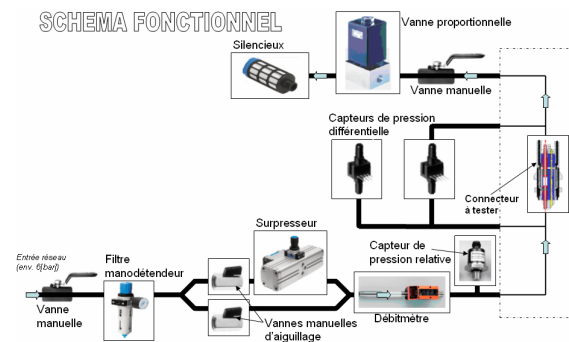 SCHEMA FONCTIONNEL
Vanne proportionnelle
Silencieux
Vanne manuelle
Capteurs de pression
différentielle
Connecteur
à tester
Surpresseur
Capteur de
pression relative
Entrée réseau
(env. 6[bar])
Filtre
manodétendeur
Vanne
manuelle
Vannes manuelles
d'aiguillage
Débitmètre